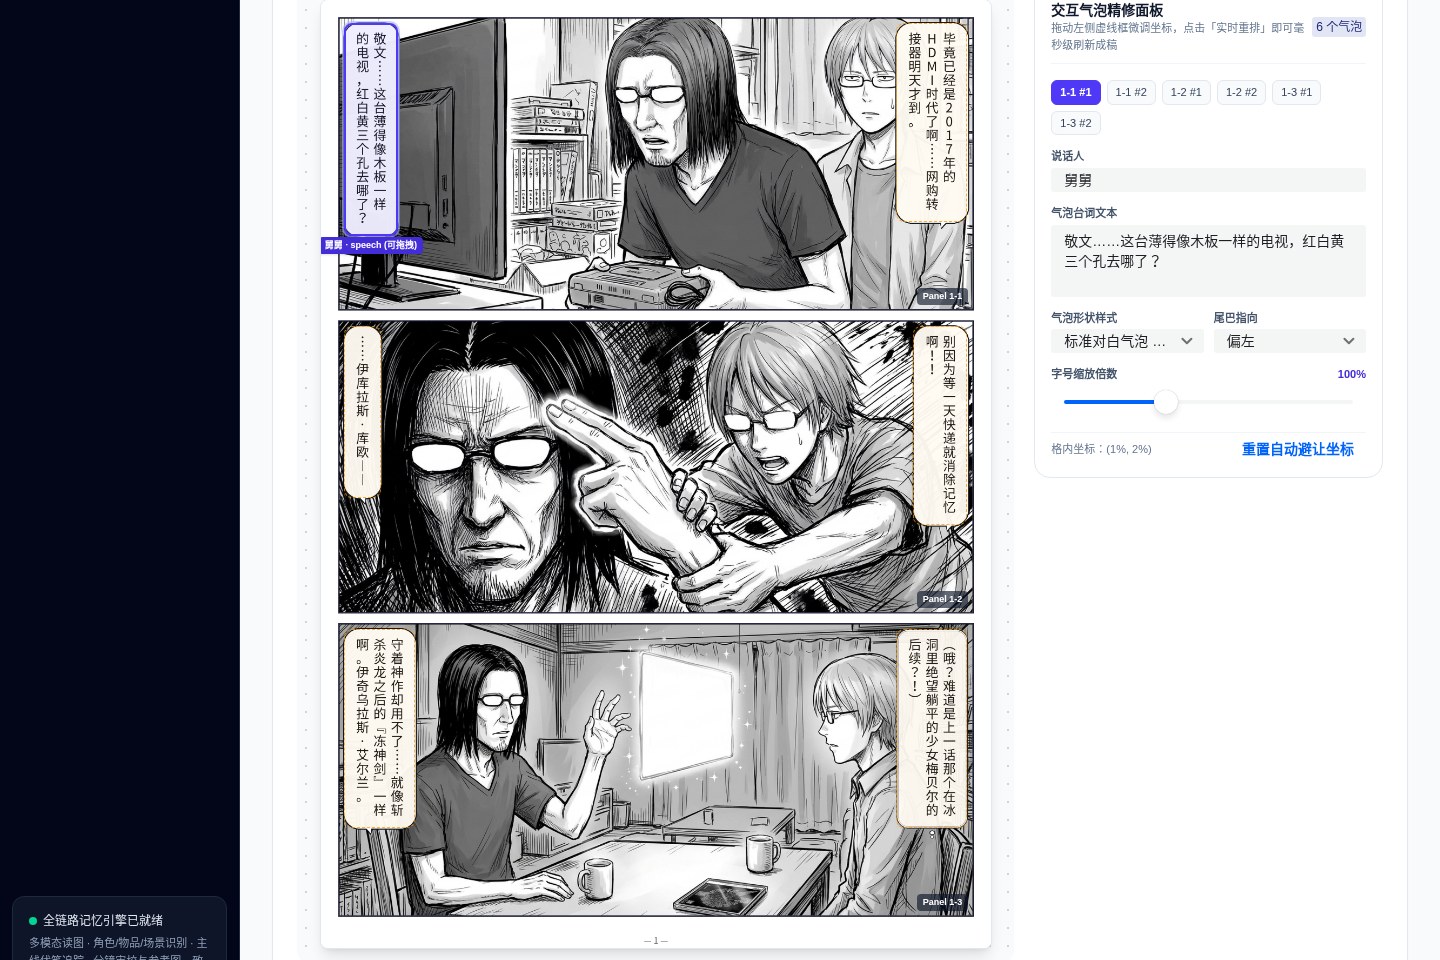 敬文……这台薄得像木板一样
的电视，红白黄三个孔去哪了？
舅舅 · speech (可拖拽)
毕竟已经是2017年的
HDMI时代了啊……网购转
接器明天才到。
Panel 1-1
……伊库拉斯·库欧——
别因为等一天快递就消除记忆
啊！！
Panel 1-2
守着神作却用不了……就像斩
杀炎龙之后的『冻神剑』一样
啊。伊奇乌拉斯·艾尔兰。
（哦？难道是上一话那个在冰
洞里绝望躺平的少女梅贝尔的
后续？！）
Panel 1-3
— 1 —
交互气泡精修面板
拖动左侧虚线框微调坐标，点击「实时重排」即可毫
秒级刷新成稿
6 个气泡
1-1 #1
1-1 #2
1-2 #1
1-2 #2
1-3 #1
1-3 #2
说话人
舅舅
气泡台词文本
敬文……这台薄得像木板一样的电视，红白黄
三个孔去哪了？
气泡形状样式
尾巴指向
标准对白气泡 …
偏左
字号缩放倍数
100%
格内坐标：(1%, 2%)
重置自动避让坐标
全链路记忆引擎已就绪
多模态读图 · 角色/物品/场景识别 · 主